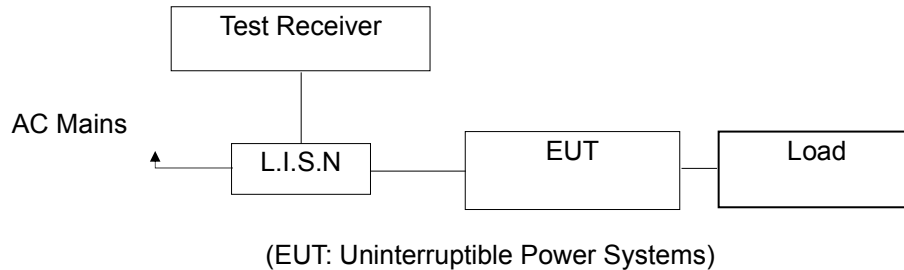 Test Receiver
AC Mains
L.I.S.N
EUT
Load
(EUT: Uninterruptible Power Systems)